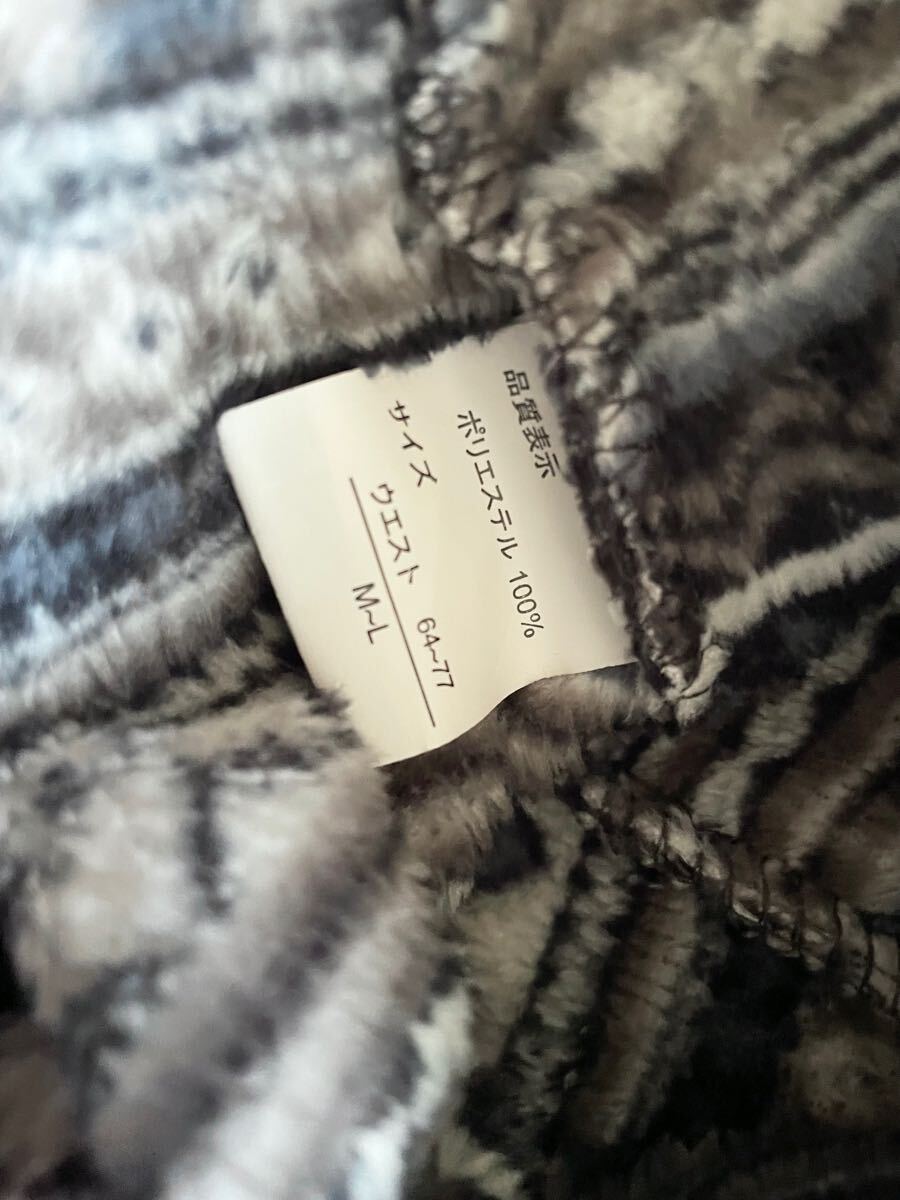 品質表示
ポリエステル 100%
サイズ
ウエスト 64~77
M~L